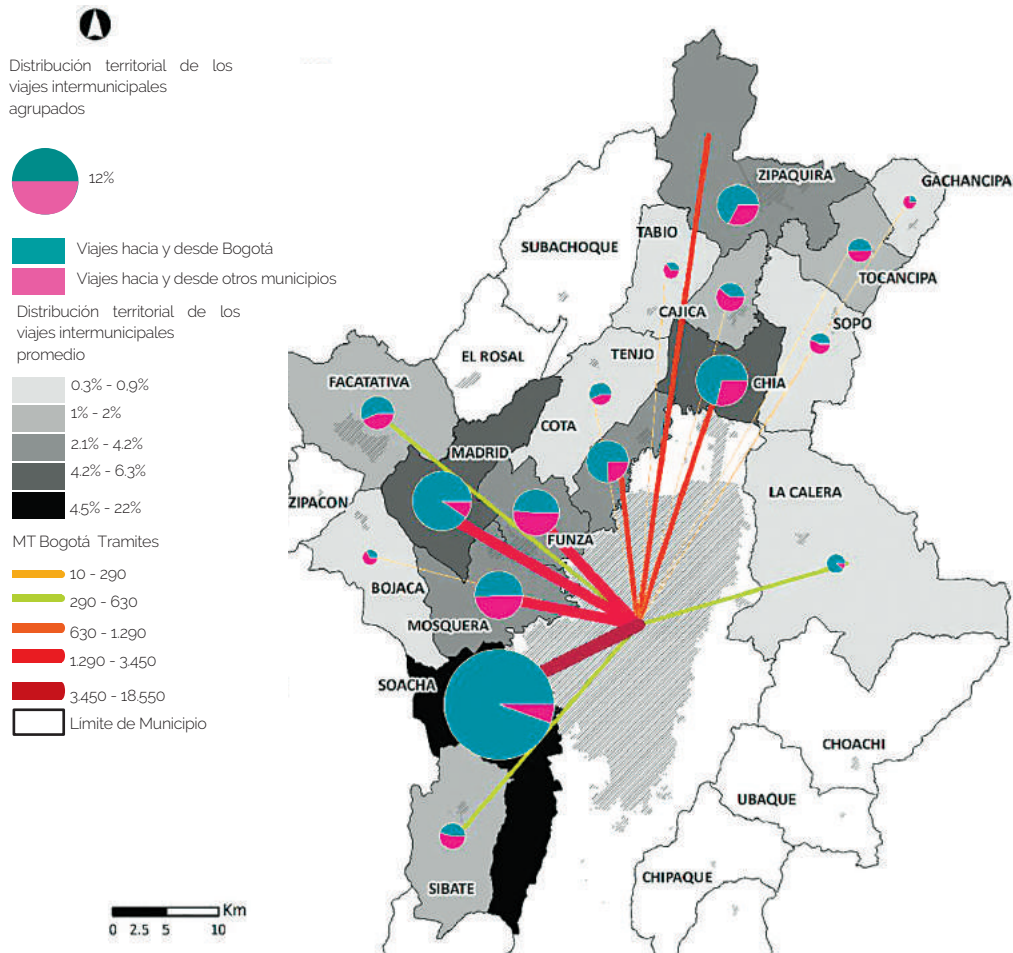 Distribución territorial de los
viajes intermunicipales
agrupados
12%
Viajes hacia y desde Bogotá
Viajes hacia y desde otros municipios
Distribución territorial de los
viajes intermunicipales
promedio
0.3% - 0.9%
1% - 2%
2.1% - 4.2%
4.2% - 6.3%
4.5% - 22%
MT Bogotá Tramites
10 - 290
290 - 630
630 - 1.290
1.290 - 3.450
3.450 - 18.550
Límite de Municipio
Km
0 2.5 5 10
ZIPAQUIRA
GACHANCIPA
TABIO
SUBACHOQUE
TOCANCIPA
CAJICA
SOPO
TENJO
EL ROSAL
CHIA
FACATATIVA
COTA
MADRID
ZIPACON
LA CALERA
FUNZA
BOJACA
MOSQUERA
SOACHA
CHOACHI
UBAQUE
CHIPAQUE
SIBATE